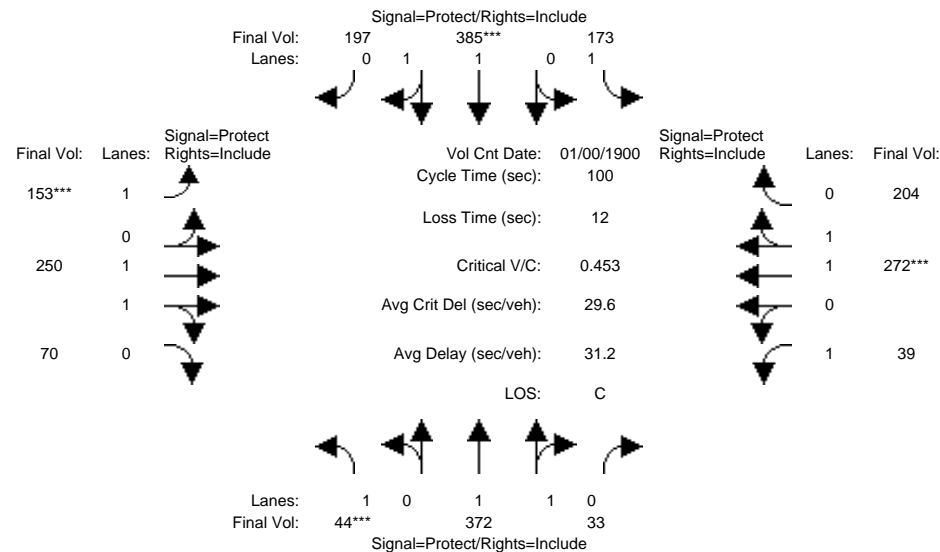 Signal=Protect/Rights=Include
Final Vol: 197 385*** 173
Lanes: 0 1 1 0 1
Signal=Protect Signal=Protect
Final Vol: Lanes: Rights=Include Vol Cnt Date: 01/00/1900 Rights=Include Lanes: Final Vol:
Cycle Time (sec): 100
153*** 1 0 204
Loss Time (sec): 12
0 1
250 1 Critical V/C: 0.453 1 272***
1 Avg Crit Del (sec/veh): 29.6 0
70 0 Avg Delay (sec/veh): 31.2 1 39
LOS: C
Lanes: 1 0 1 1 0
Final Vol: 44*** 372 33
Signal=Protect/Rights=Include